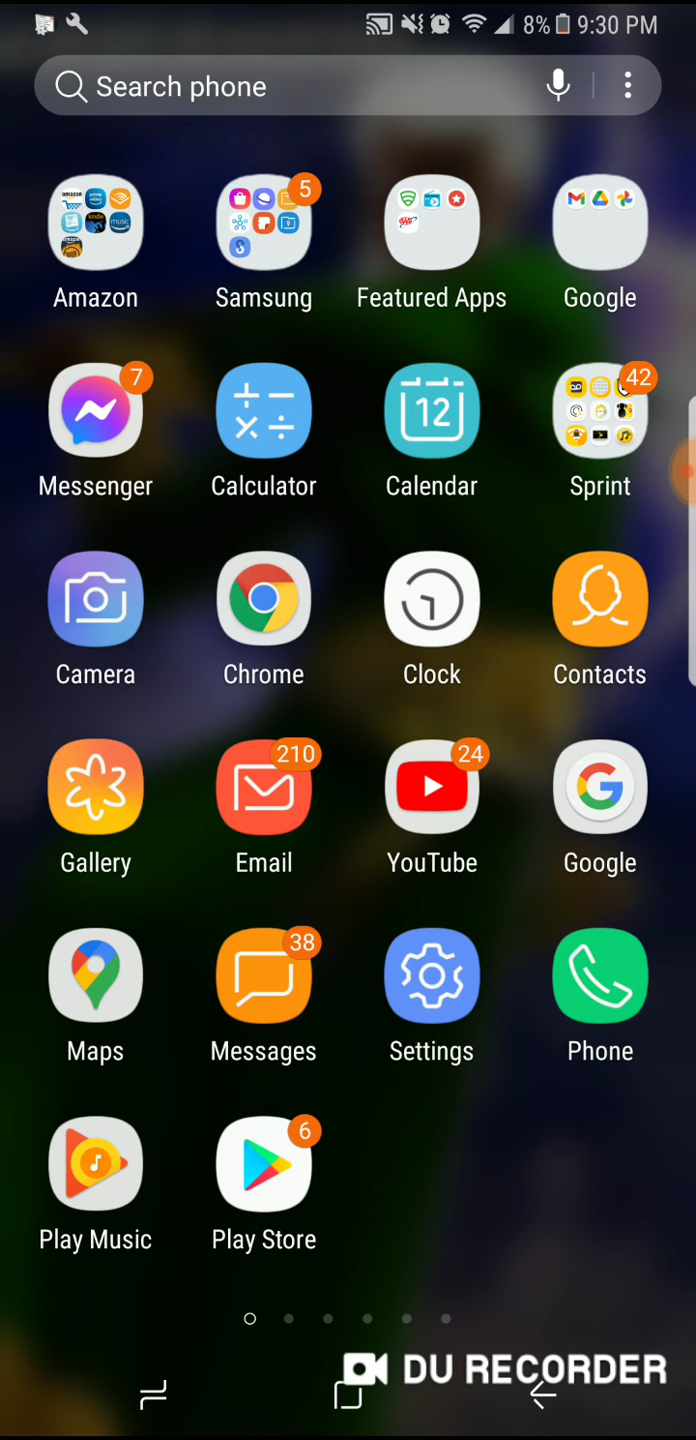 8% 9:30 PM
Search phone
5
Amazon Samsung Featured Apps Google
7 12 42
Messenger Calculator Calendar Sprint
Camera Chrome Clock Contacts
210 24
Gallery Email YouTube Google
38
Maps Messages Settings Phone
6
Play Music Play Store
DU RECORDER